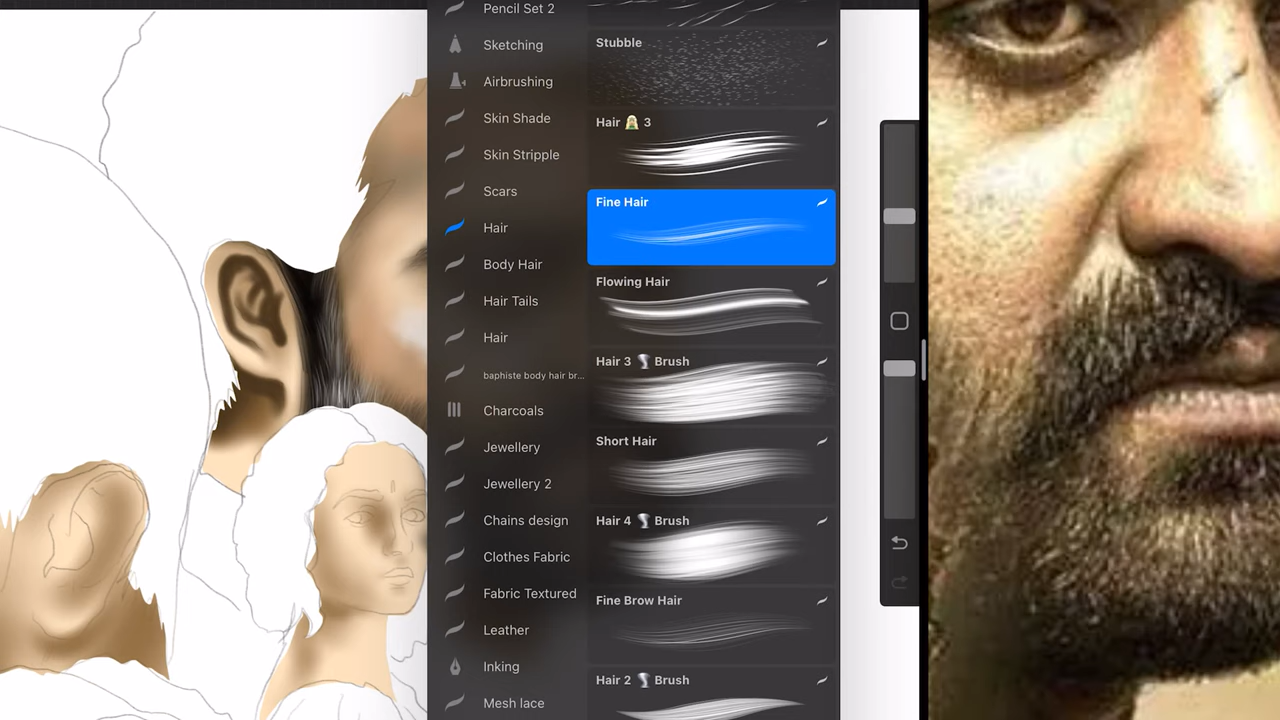 Pencil Set 2
Sketching
Airbrushing
Skin Shade
Skin Stripple
Scars
Hair
Body Hair
Hair Tails
Hair
baphiste body hair br...
Charcoals
Jewellery
Jewellery 2
Chains design
Clothes Fabric
Fabric Textured
Leather
Inking
Mesh lace
Stubble
Hair 👩 3
Fine Hair
Flowing Hair
Hair 3 Brush
Short Hair
Hair 4 Brush
Fine Brow Hair
Hair 2 Brush